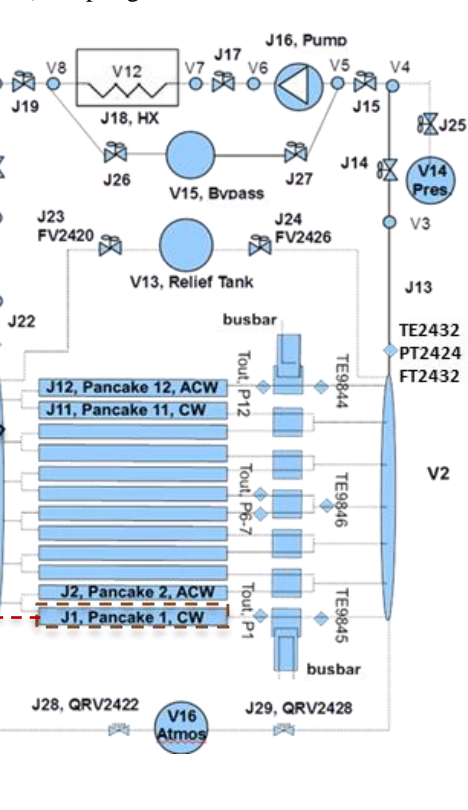 J16, Pump
J17
V8
V12
V7
V6
V5
V4
J19
J18, HX
J15
J25
J26
J27
J14
V14
Pres.
V15, Bypass
V3
J23
FV2420
J24
FV2426
V13, Relief Tank
J13
J22
busbar
TE2432
PT2424
FT2432
J12, Pancake 12, ACW
J11, Pancake 11, CW
Tout, P12
TE9844
V2
Tout, P6-7
TE9846
J2, Pancake 2, ACW
J1, Pancake 1, CW
Tout, P1
TE9845
busbar
J28, QRV2422
J29, QRV2428
V16
Atmos